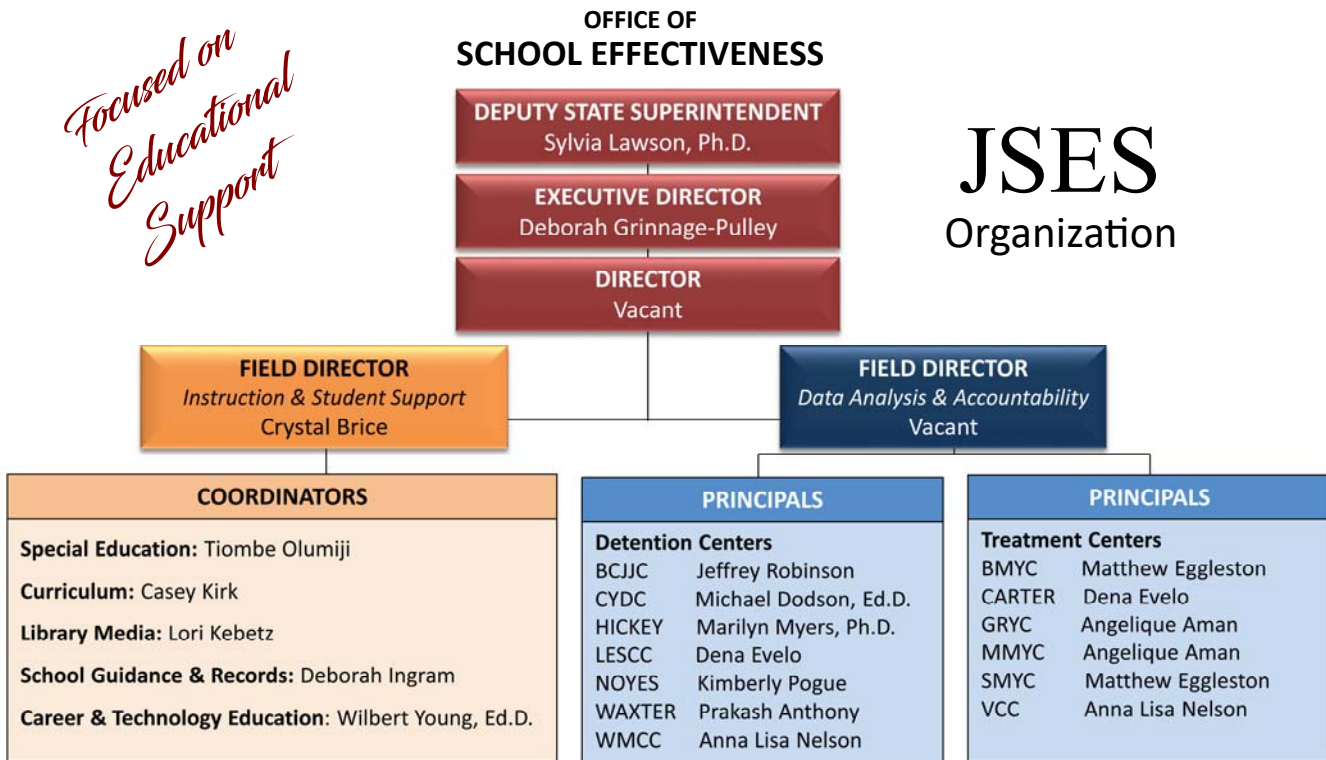 Focused on
Educational
Support
OFFICE OF
SCHOOL EFFECTIVENESS
JSES
Organization
DEPUTY STATE SUPERINTENDENT
Sylvia Lawson, Ph.D.
EXECUTIVE DIRECTOR
Deborah Grinnage-Pulley
DIRECTOR
Vacant
FIELD DIRECTOR
Instruction & Student Support
Crystal Brice
FIELD DIRECTOR
Data Analysis & Accountability
Vacant
COORDINATORS
Special Education: Tiombe Olumiji
Curriculum: Casey Kirk
Library Media: Lori Kebetz
School Guidance & Records: Deborah Ingram
Career & Technology Education: Wilbert Young, Ed.D.
PRINCIPALS
Detention Centers
BCJJC Jeffrey Robinson
CYDC Michael Dodson, Ed.D.
HICKEY Marilyn Myers, Ph.D.
LESCC Dena Evelo
NOYES Kimberly Pogue
WAXTER Prakash Anthony
WMCC Anna Lisa Nelson
PRINCIPALS
Treatment Centers
BMYC Matthew Eggleston
CARTER Dena Evelo
GRYC Angelique Aman
MMYC Angelique Aman
SMYC Matthew Eggleston
VCC Anna Lisa Nelson